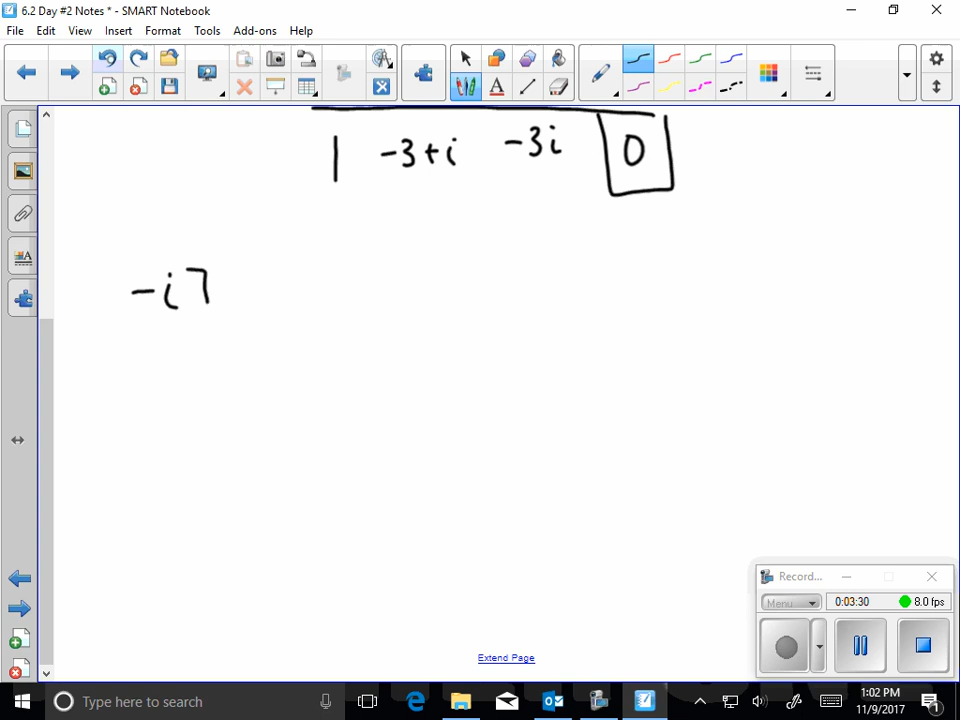 6.2 Day #2 Notes * - SMART Notebook
File Edit View Insert Format Tools Add-ons Help
1 -3+i -3i 0
-i
Extend Page
Record...
Menu 0:03:30 8.0 fps
Type here to search
1:02 PM
11/9/2017